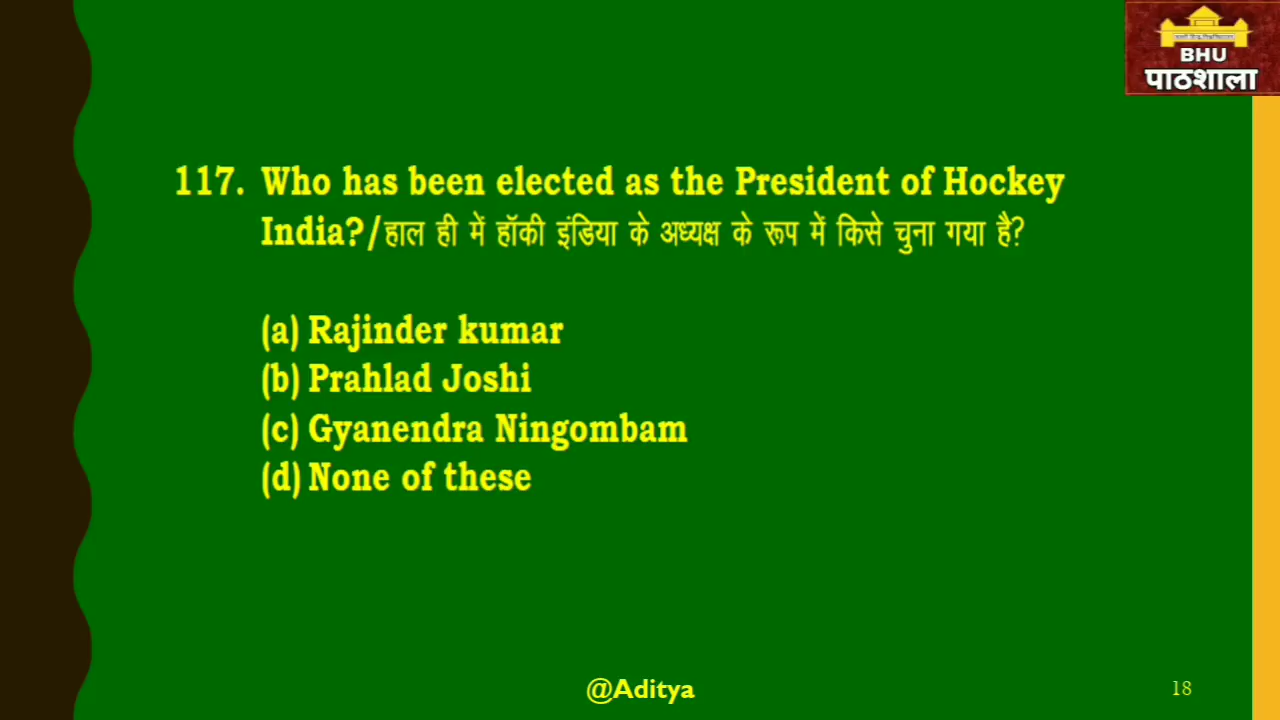 BHU
पाठशाला
117. Who has been elected as the President of Hockey
India?/हाल ही में हॉकी इंडिया के अध्यक्ष के रूप में किसे चुना गया है?
(a) Rajinder kumar
(b) Prahlad Joshi
(c) Gyanendra Ningombam
(d) None of these
@Aditya
18